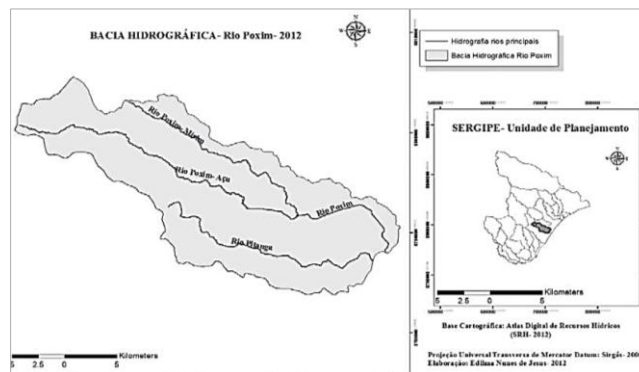 BACIA HIDROGRÁFICA- Rio Poxim- 2012
Rio Poxim-Mirim
Rio Poxim- Açu
Rio Poxim
Rio Pitanga
Kilometers
5 2.5 0 5
Hidrografia rios principais
Bacia Hidrográfica Rio Poxim
SERGIPE- Unidade de Planejamento
Kilometers
5 2.5 0 5
Base Cartográfica: Atlas Digital de Recursos Hídricos
(SRH- 2012)
Projeção Universal Transversa de Mercator Datum: Sirgás- 200
Elaboração: Edilma Nunes de Jesus- 2012